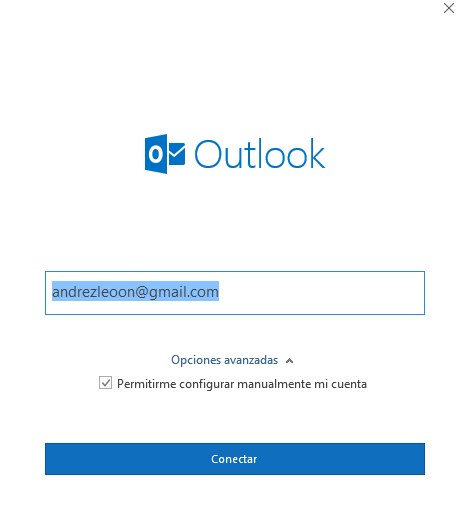 Outlook
andrezleoon@gmail.com
Opciones avanzadas
Permitirme configurar manualmente mi cuenta
Conectar